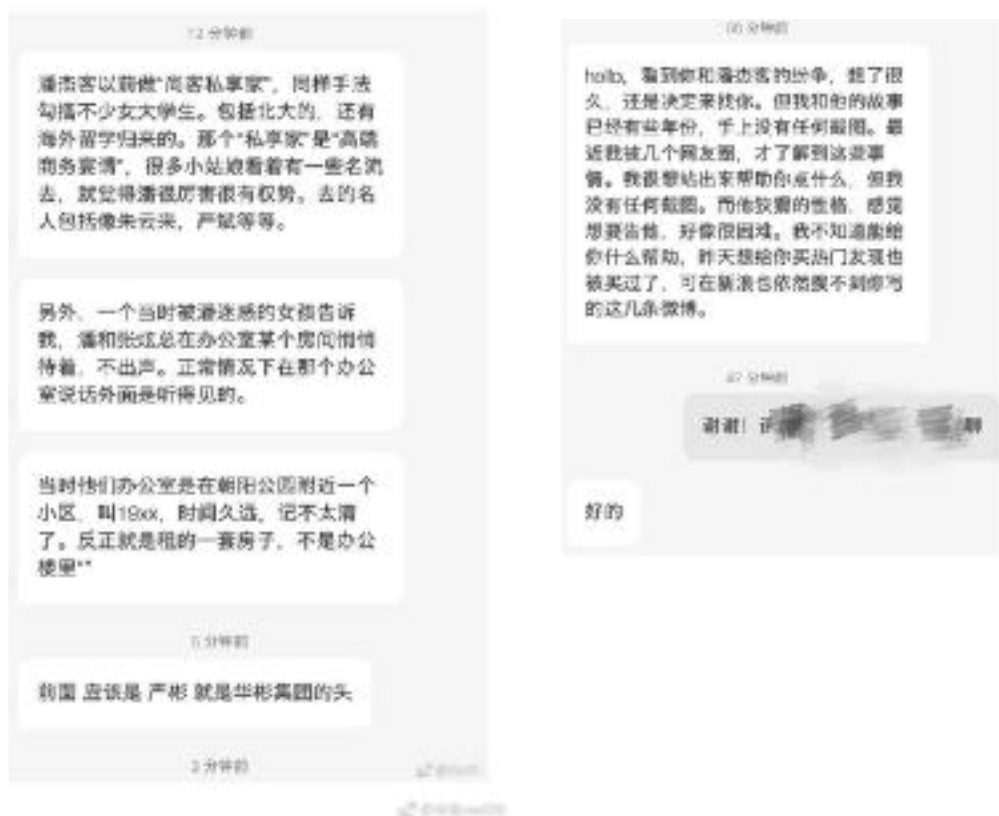 12 分钟前
潘杰客以前做“尚客私享家”，同样手法
勾搭不少女大学生。包括北大的，还有
海外留学归来的。那个“私享家”是“高端
商务宴请”，很多小姑娘看着有一些名流
去，就觉得潘很厉害很有权势。去的名
人包括像朱云来，严斌等等。
另外，一个当时被潘迷惑的女孩告诉
我，潘和张炫总在办公室某个房间悄悄
待着，不出声。正常情况下在那个办公
室说话外面是听得见的。
当时他们办公室是在朝阳公园附近一个
小区，叫19xx，时间久远，记不太清
了。反正就是租的一套房子，不是办公
楼里
5 分钟前
前面 应该是 严彬 就是华彬集团的头
3 分钟前
分钟前
hello，看到你和潘杰客的纷争，想了很
久，还是决定来找你。但我和他的故事
已经有些年份，手上没有任何截图。最
近我被几个网友圈，才了解到这些事
情。我很想站出来帮助你点什么，但我
没有任何截图。而他狡猾的性格，感觉
想要告他，好像很困难。我不知道能给
你什么帮助，昨天想给你买热门发现也
被买过了，可在新浪也依然搜不到你写
的这几条微博。
47 分钟前
谢谢！
聊
好的